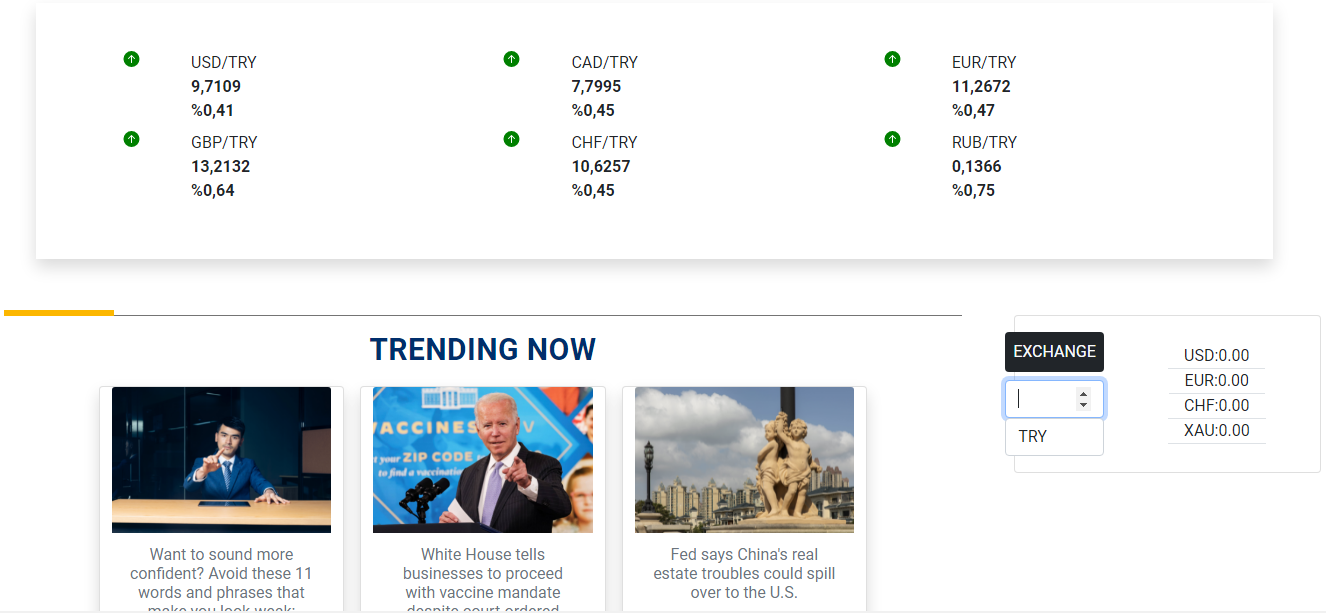 USD/TRY
9,7109
%0,41
CAD/TRY
7,7995
%0,45
EUR/TRY
11,2672
%0,47
GBP/TRY
13,2132
%0,64
CHF/TRY
10,6257
%0,45
RUB/TRY
0,1366
%0,75
TRENDING NOW
VACCINES
ZIP CODE
to find a vaccination
Want to sound more
confident? Avoid these 11
words and phrases that
make you look weak:
White House tells
businesses to proceed
with vaccine mandate
despite court-ordered
Fed says China's real
estate troubles could spill
over to the U.S.
EXCHANGE
TRY
USD:0.00
EUR:0.00
CHF:0.00
XAU:0.00